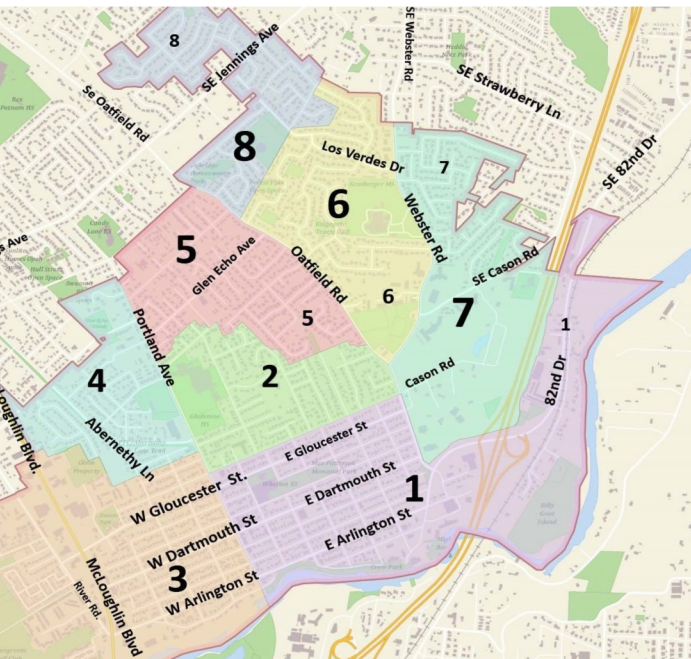 8
SE Jennings Ave
SE Webster Rd
SE Strawberry Ln
Se Oatfield Rd
8
Los Verdes Dr
7
SE 82nd Dr
6
Webster Rd
5
Glen Echo Ave
Oatfield Rd
SE Cason Rd
s Ave
6
7
5
1
Portland Ave
82nd Dr
2
Cason Rd
4
Abernethy Ln
Loughlin Blvd.
E Gloucester St
W Gloucester St.
E Dartmouth St
1
W Dartmouth St
E Arlington St
3
W Arlington St
McLoughlin Blvd
River Rd.